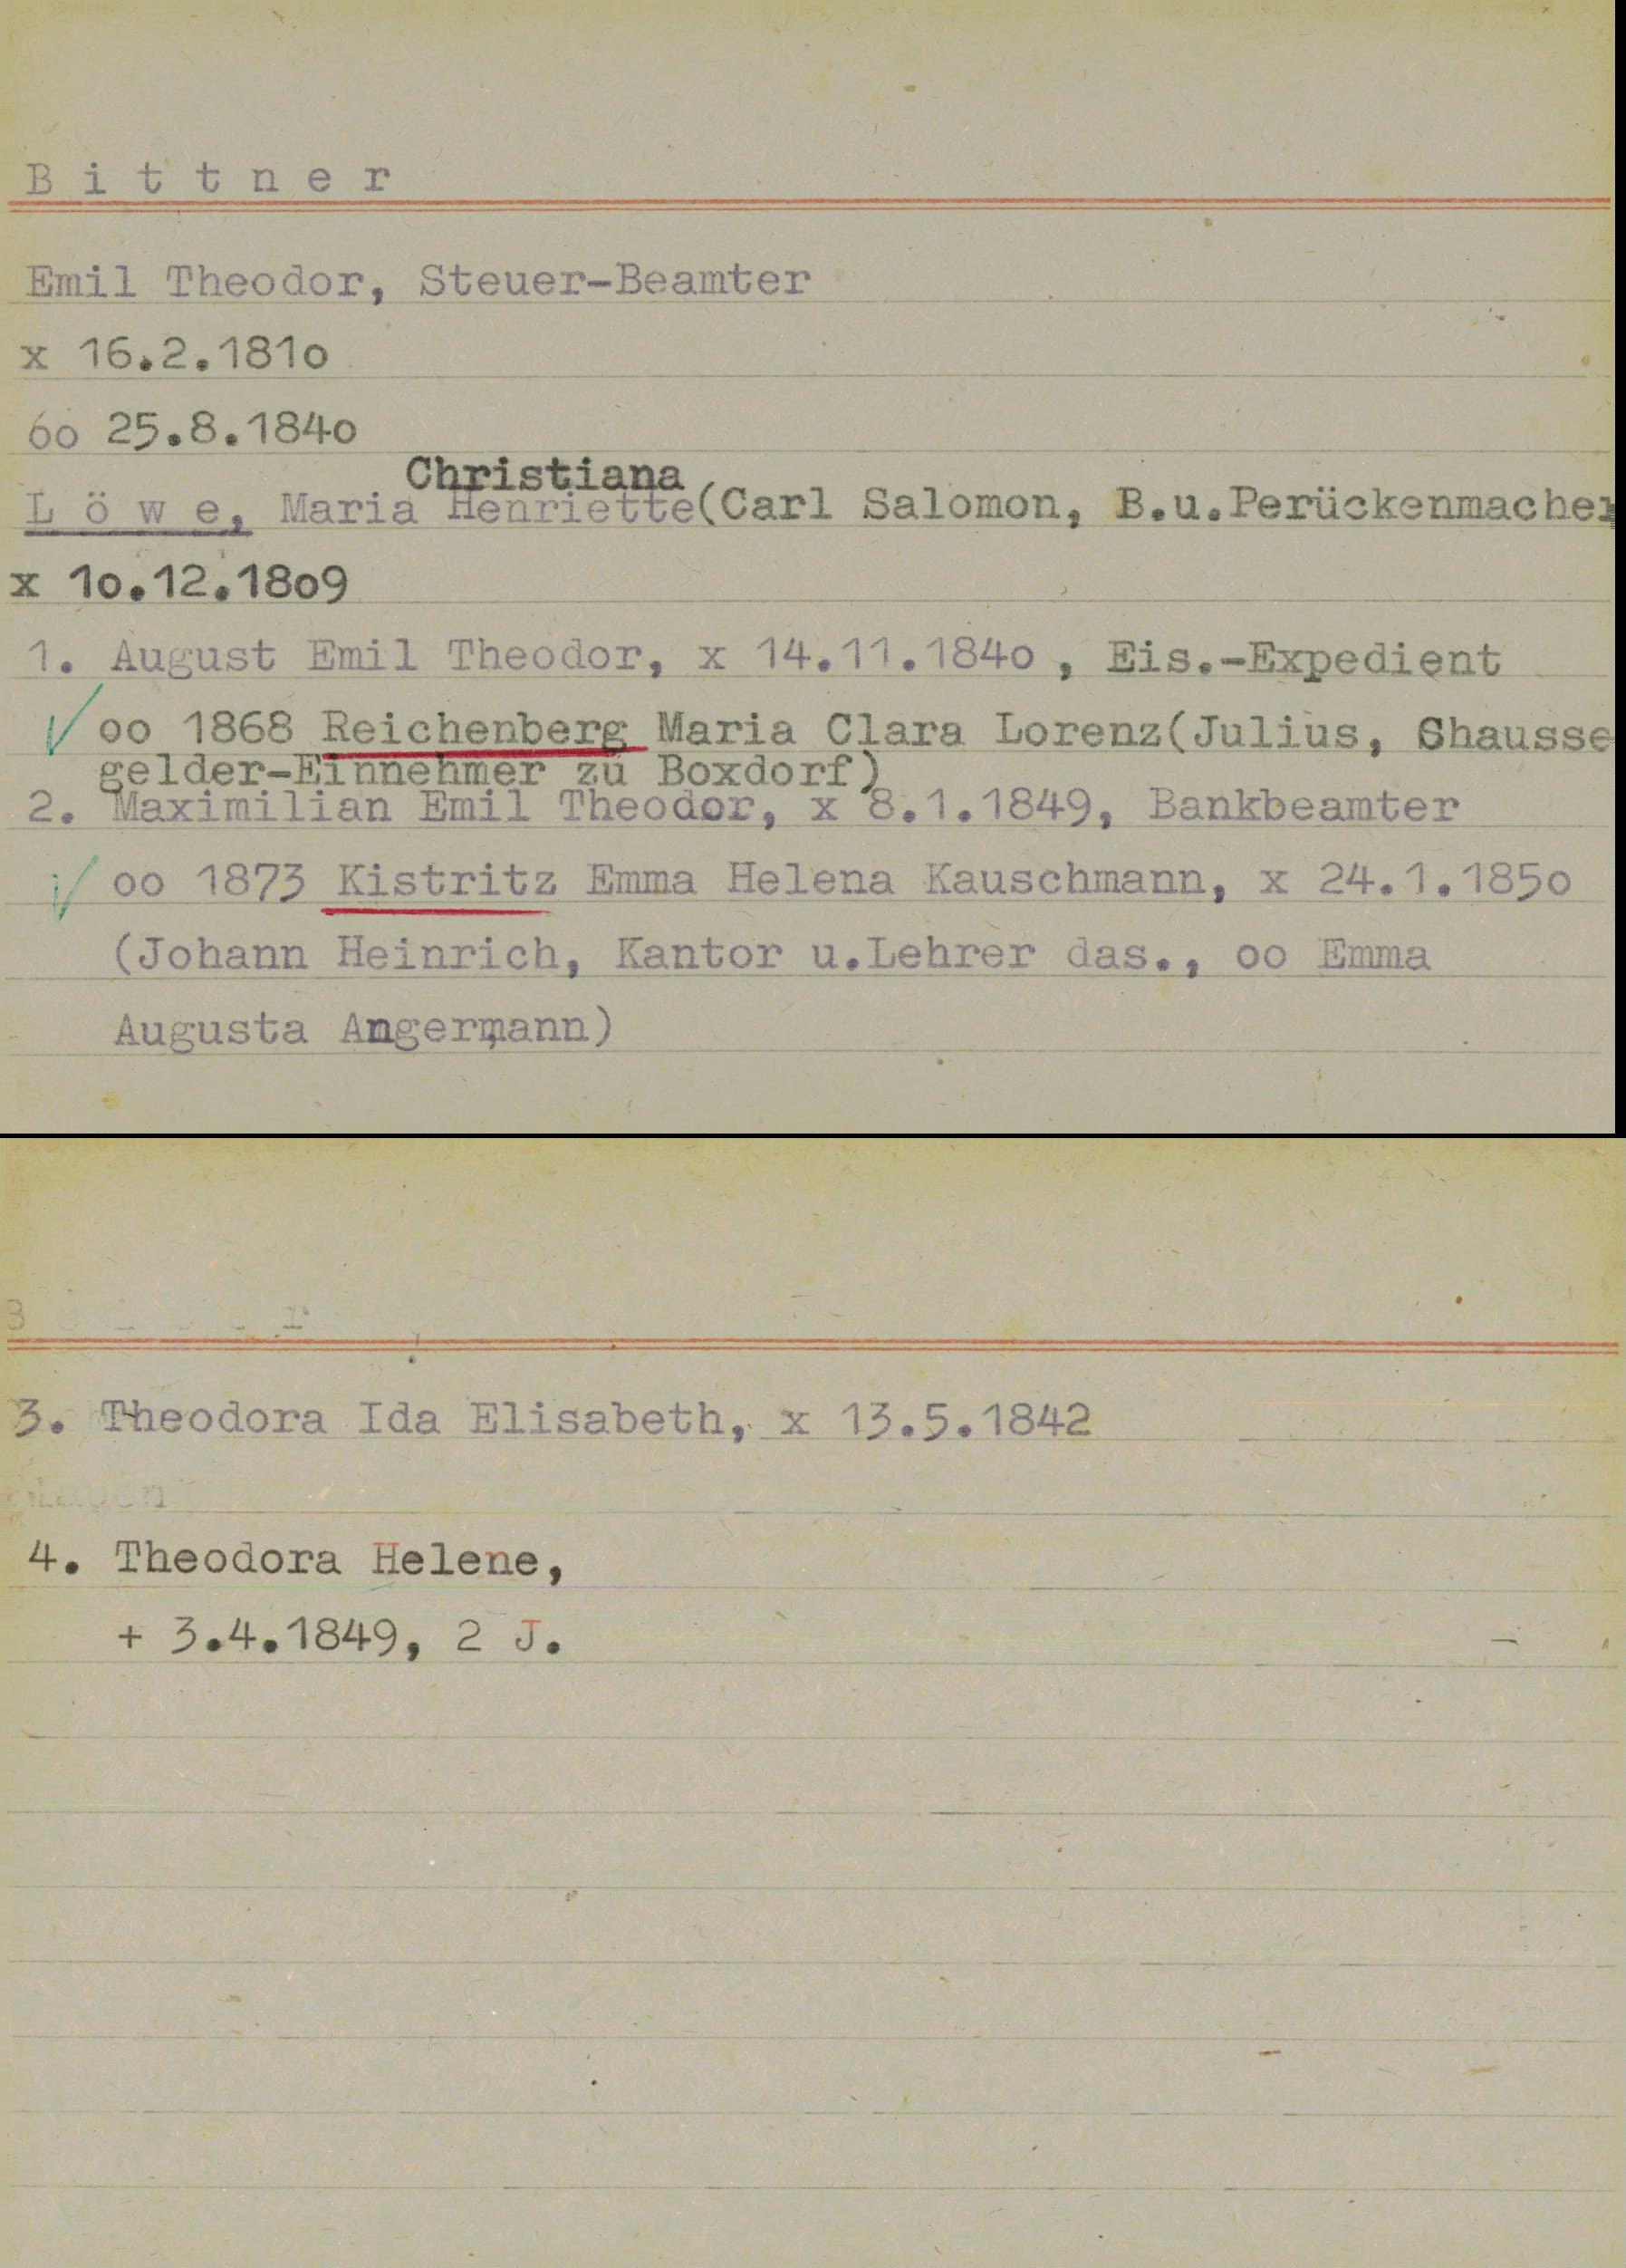 B i t t n e r
Emil Theodor, Steuer-Beamter
x 16.2.181o
oo 25.8.184o
Christiana
L ö w e, Maria Henriette(Carl Salomon, B.u.Perückenmacher
x 1o.12.18o9
1. August Emil Theodor, x 14.11.184o , Eis.-Expedient
oo 1868 Reichenberg Maria Clara Lorenz(Julius, Chausse
gelder-Einnehmer zu Boxdorf)
2. Maximilian Emil Theodor, x 8.1.1849, Bankbeamter
oo 1873 Kistritz Emma Helena Kauschmann, x 24.1.185o
(Johann Heinrich, Kantor u.Lehrer das., oo Emma
Augusta Angermann)
3. Theodora Ida Elisabeth, x 13.5.1842
4. Theodora Helene,
+ 3.4.1849, 2 J.